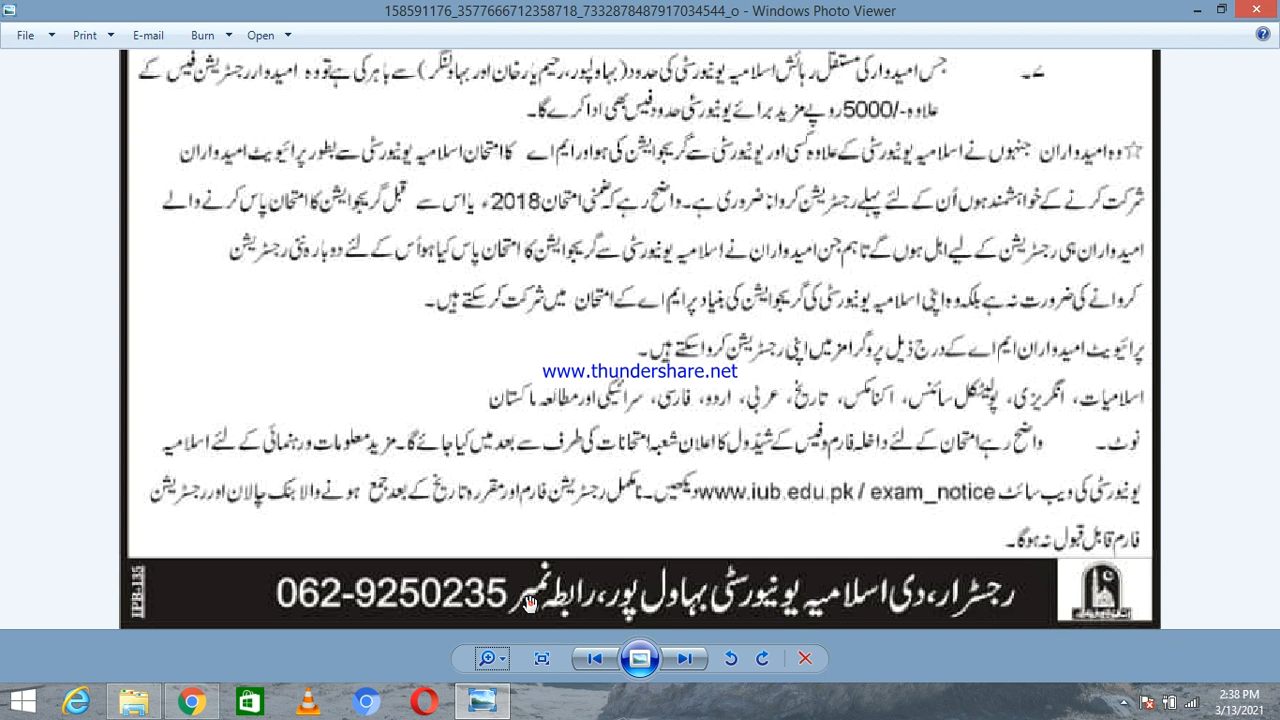 158591176_3577666712358718_7332878487917034544_o - Windows Photo Viewer
File Print E-mail Burn Open
۷۔ جس امیدوار کی مستقل رہائش اسلامیہ یونیورسٹی کی حدود (بہاولپور، رحیم یار خان اور بہاولنگر) سے باہر کی ہے تو وہ امیدوار رجسٹریشن فیس کے
علاوہ -/5000 روپے مزید برائے یونیورسٹی حدود فیس بھی ادا کرے گا۔
☆ وہ امیدواران جنہوں نے اسلامیہ یونیورسٹی کے علاوہ کسی اور یونیورسٹی سے گریجوایشن کی ہو اور ایم اے کا امتحان اسلامیہ یونیورسٹی سے بطور پرائیویٹ امیدواران
شرکت کرنے کے خواہشمند ہوں اُن کے لئے پہلے رجسٹریشن کروانا ضروری ہے۔ واضح رہے کہ ضمنی امتحان 2018ء یا اس سے قبل گریجوایشن کا امتحان پاس کرنے والے
امیدواران ہی رجسٹریشن کے لیے اہل ہوں گے تاہم جن امیدواران نے اسلامیہ یونیورسٹی سے گریجوایشن کا امتحان پاس کیا ہو اُس کے لئے دوبارہ نئی رجسٹریشن
کروانے کی ضرورت نہ ہے بلکہ وہ اپنی اسلامیہ یونیورسٹی کی گریجوایشن کی بنیاد پر ایم اے کے امتحان میں شرکت کر سکتے ہیں۔
پرائیویٹ امیدواران ایم اے کے درج ذیل پروگرامز میں اپنی رجسٹریشن کروا سکتے ہیں۔
www.thundershare.net
اسلامیات، انگریزی، پولیٹیکل سائنس، اکنامکس، تاریخ، عربی، اردو، فارسی، سرائیکی اور مطالعہ پاکستان
نوٹ۔ واضح رہے امتحان کے لئے داخلہ فارم و فیس کے شیڈول کا اعلان شعبہ امتحانات کی طرف سے بعد میں کیا جائے گا۔ مزید معلومات و رہنمائی کے لئے اسلامیہ
یونیورسٹی کی ویب سائٹ www.iub.edu.pk / exam_notice دیکھیں۔ نامکمل رجسٹریشن فارم اور مقررہ تاریخ کے بعد جمع ہونے والا بنک چالان اور رجسٹریشن
فارم قابل قبول نہ ہوگا۔
رجسٹرار، دی اسلامیہ یونیورسٹی بہاول پور، رابطہ نمبر 062-9250235
IPR-135
2:38 PM
3/13/2021